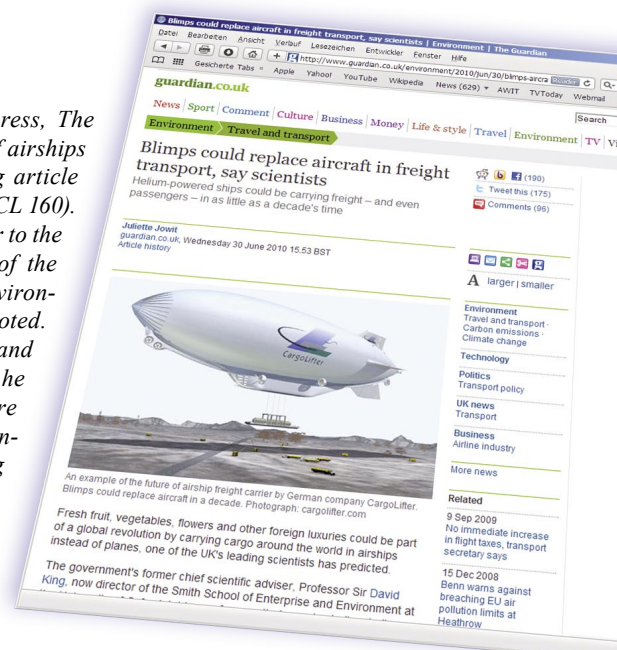 ress, The
f airships
g article
CL 160).
r to the
of the
viron-
oted.
and
he
re
n-
g
Blimps could replace aircraft in freight transport, say scientists | Environment | The Guardian
Datei Bearbeiten Ansicht Verlauf Lesezeichen Entwickler Fenster Hilfe
http://www.guardian.co.uk/environment/2010/jun/30/blimps-aircra Reader
Gesicherte Tabs Apple Yahoo! YouTube Wikipedia News (629) AWIT TVToday Webmail
guardian.co.uk
Search
News | Sport | Comment | Culture | Business | Money | Life & style | Travel | Environment | TV | Vi
Environment Travel and transport
Blimps could replace aircraft in freight
transport, say scientists
Helium-powered ships could be carrying freight – and even
passengers – in as little as a decade's time
(190)
Tweet this (175)
Comments (96)
Juliette Jowit
guardian.co.uk, Wednesday 30 June 2010 15.53 BST
Article history
A larger | smaller
CargoLifter
An example of the future of airship freight carrier by German company CargoLifter.
Blimps could replace aircraft in a decade. Photograph: cargolifter.com
Fresh fruit, vegetables, flowers and other foreign luxuries could be part
of a global revolution by carrying cargo around the world in airships
instead of planes, one of the UK's leading scientists has predicted.
The government's former chief scientific adviser, Professor Sir David
King, now director of the Smith School of Enterprise and Environment at
Environment
Travel and transport ·
Carbon emissions ·
Climate change
Technology
Politics
Transport policy
UK news
Transport
Business
Airline industry
More news
Related
9 Sep 2009
No immediate increase
in flight taxes, transport
secretary says
15 Dec 2008
Benn warns against
breaching EU air
pollution limits at
Heathrow